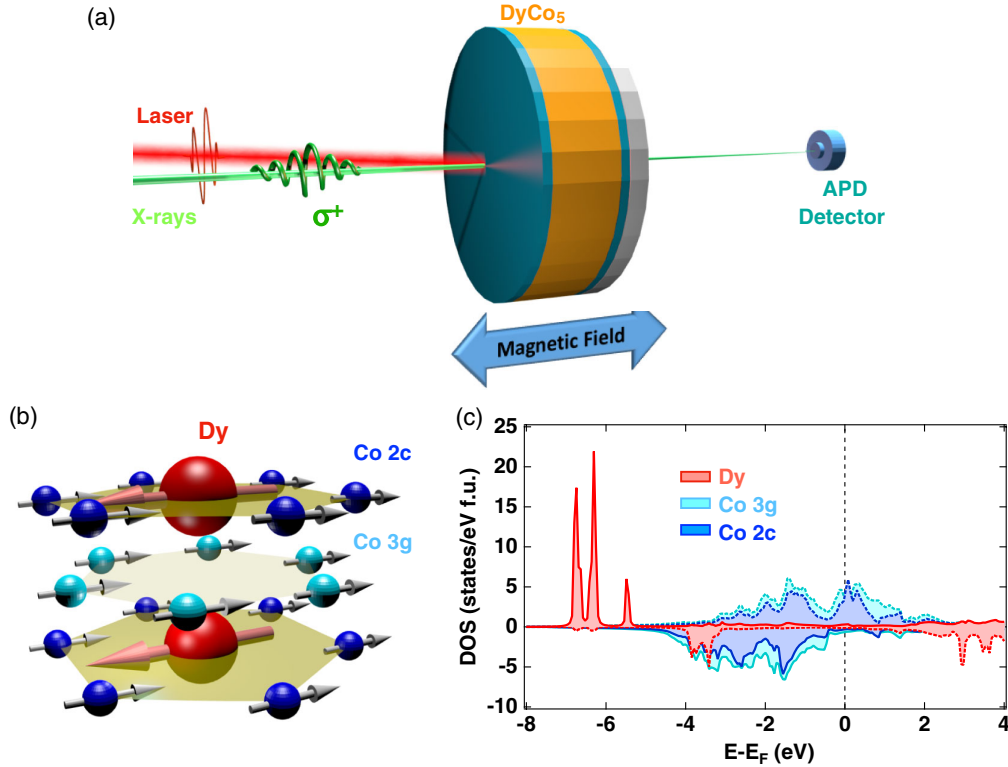 (a)
DyCo₅
Laser
X-rays
σ⁺
APD
Detector
Magnetic Field
(b)
Dy
Co 2c
Co 3g
(c)
25
20
15
10
5
0
-5
-10
DOS (states/eV f.u.)
Dy
Co 3g
Co 2c
-8
-6
-4
-2
0
2
4
E-E_F (eV)